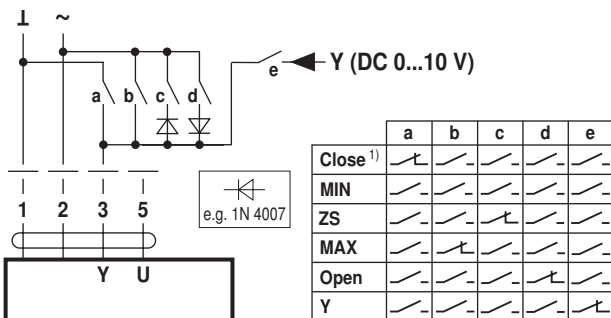 ⊥ ~
e Y (DC 0...10 V)
a b c d
1 2 3 5
e.g. 1N 4007
Y U
a b c d e
Close 1)
MIN
ZS
MAX
Open
Y